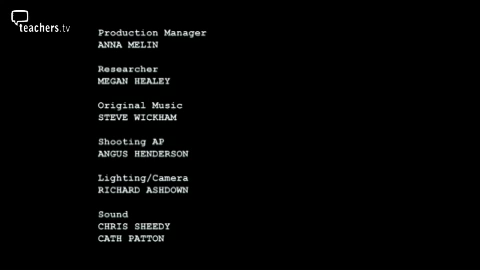 teachers.tv
Production Manager
ANNA MELIN
Researcher
MEGAN HEALEY
Original Music
STEVE WICKHAM
Shooting AP
ANGUS HENDERSON
Lighting/Camera
RICHARD ASHDOWN
Sound
CHRIS SHEEDY
CATH PATTON